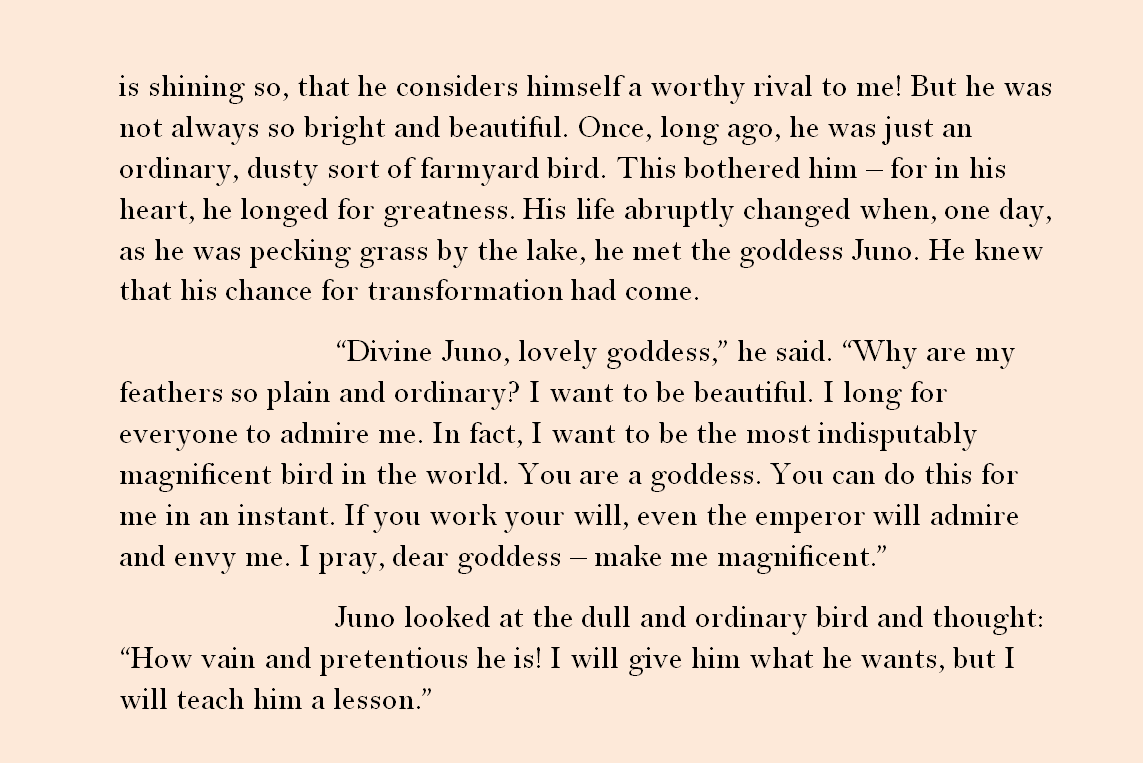 is shining so, that he considers himself a worthy rival to me! But he was
not always so bright and beautiful. Once, long ago, he was just an
ordinary, dusty sort of farmyard bird. This bothered him – for in his
heart, he longed for greatness. His life abruptly changed when, one day,
as he was pecking grass by the lake, he met the goddess Juno. He knew
that his chance for transformation had come.
“Divine Juno, lovely goddess,” he said. “Why are my
feathers so plain and ordinary? I want to be beautiful. I long for
everyone to admire me. In fact, I want to be the most indisputably
magnificent bird in the world. You are a goddess. You can do this for
me in an instant. If you work your will, even the emperor will admire
and envy me. I pray, dear goddess – make me magnificent.”
Juno looked at the dull and ordinary bird and thought:
“How vain and pretentious he is! I will give him what he wants, but I
will teach him a lesson.”